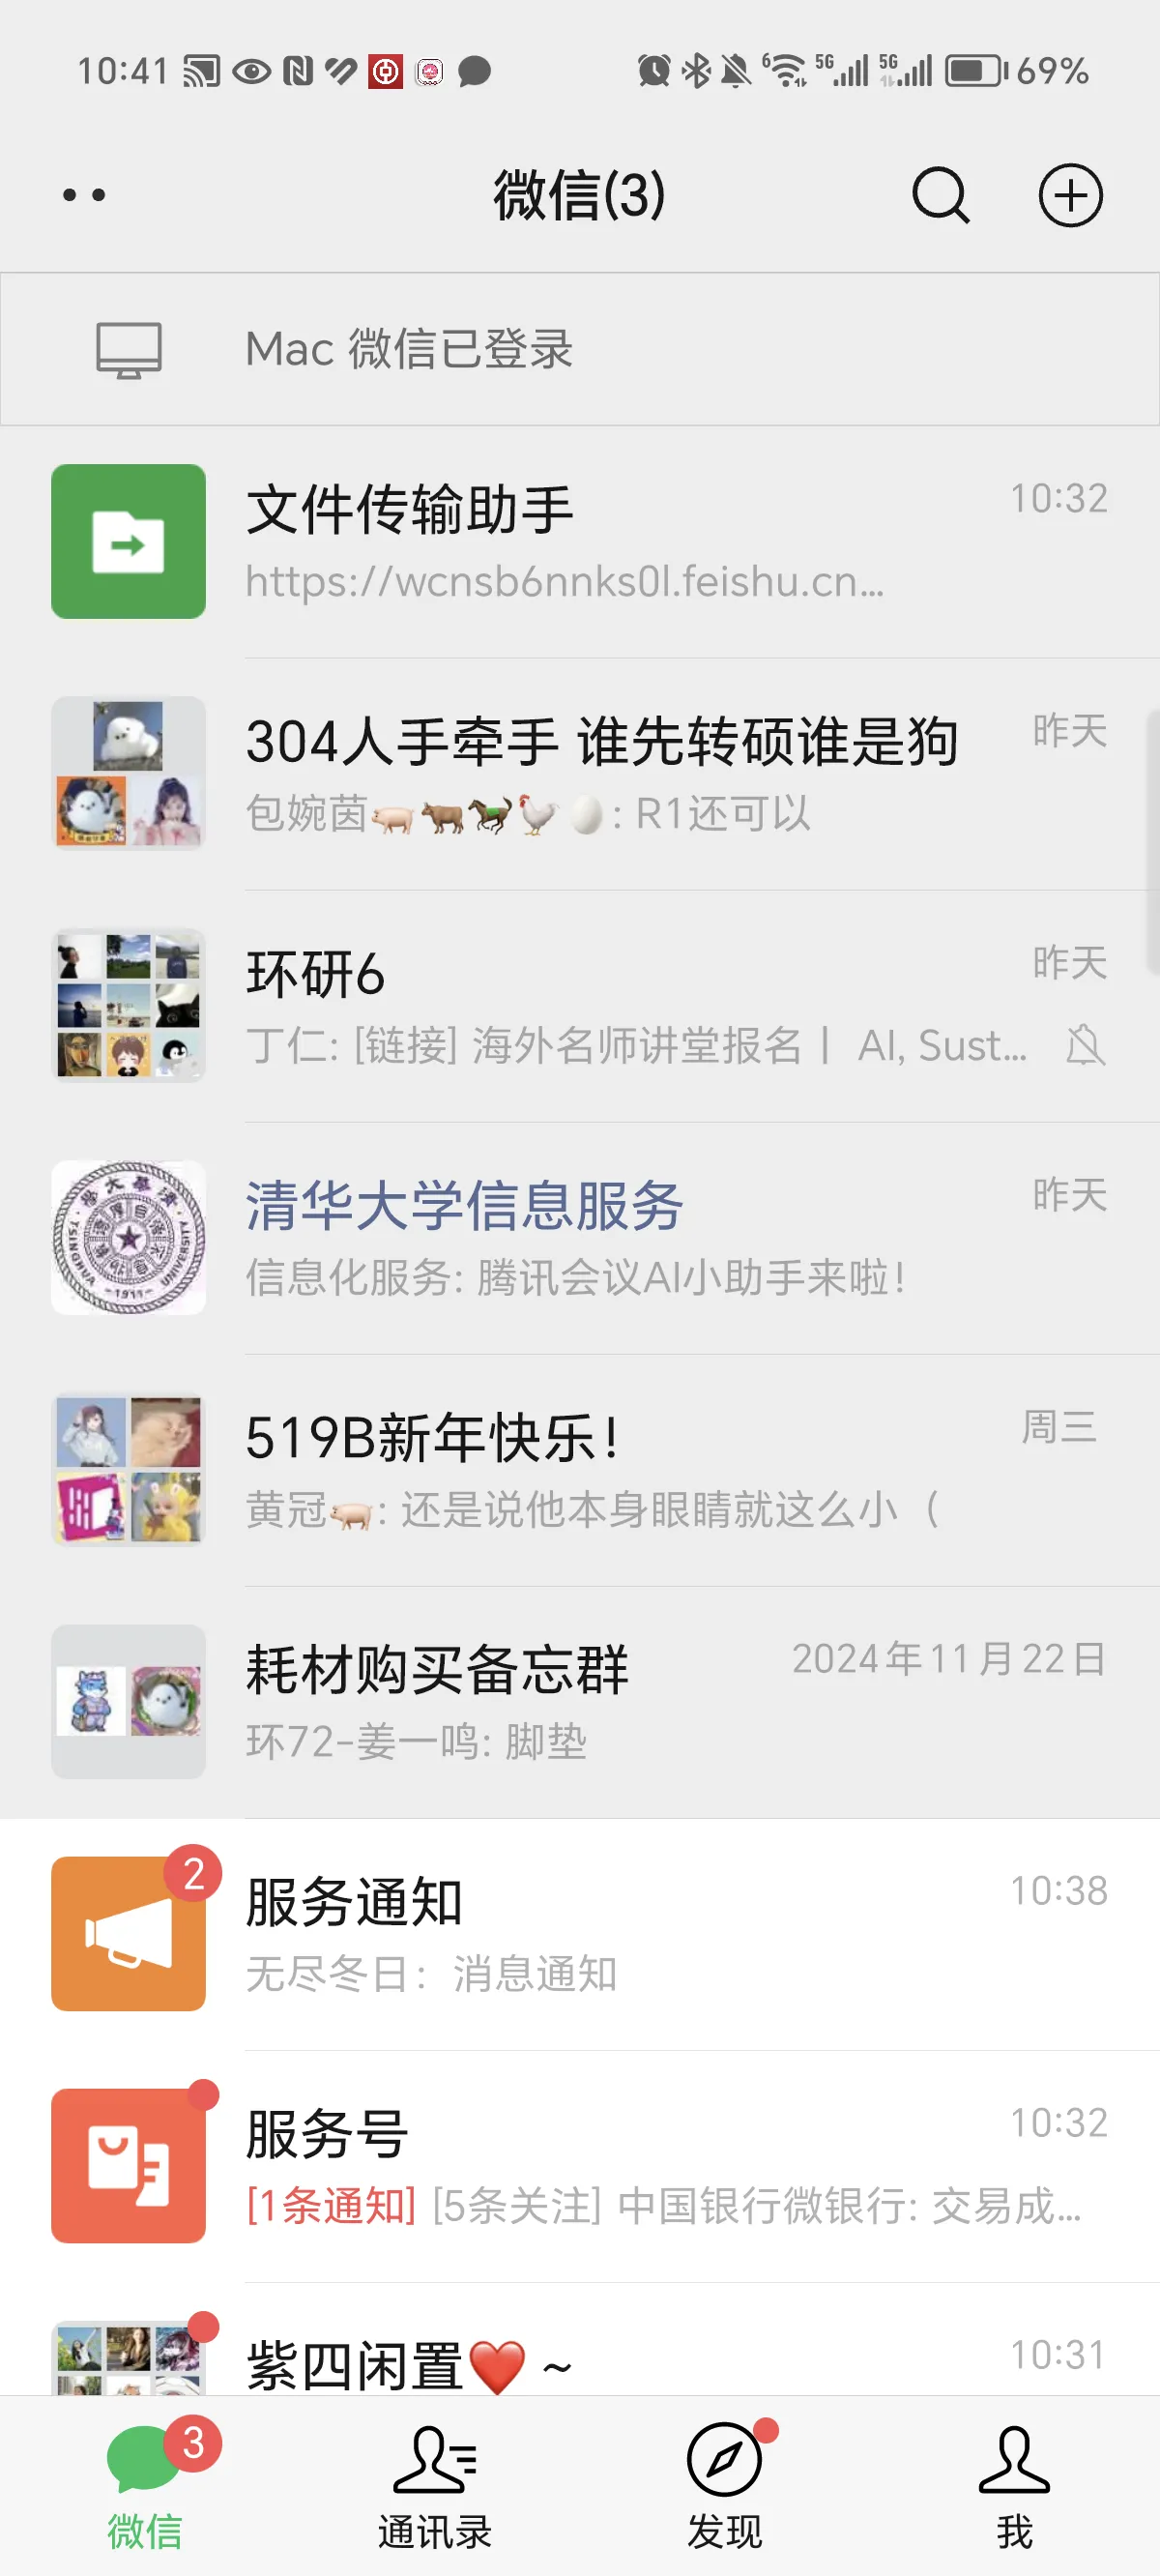 10:41
6 5G 5G 69%
微信(3)
Mac 微信已登录
文件传输助手 10:32
https://wcnsb6nnks0l.feishu.cn...
304人手牵手 谁先转硕谁是狗 昨天
包婉茵🐖🐂🐎🐓🥚: R1还可以
环研6 昨天
丁仁: [链接] 海外名师讲堂报名丨 AI, Sust...
清华大学信息服务 昨天
TSINGHUA UNIVERSITY
-1911-
信息化服务: 腾讯会议AI小助手来啦！
519B新年快乐！ 周三
黄冠🐖: 还是说他本身眼睛就这么小（
耗材购买备忘群 2024年11月22日
环72-姜一鸣: 脚垫
2
服务通知 10:38
无尽冬日：消息通知
服务号 10:32
[1条通知] [5条关注] 中国银行微银行: 交易成...
紫四闲置❤️ ~ 10:31
3
微信 通讯录 发现 我